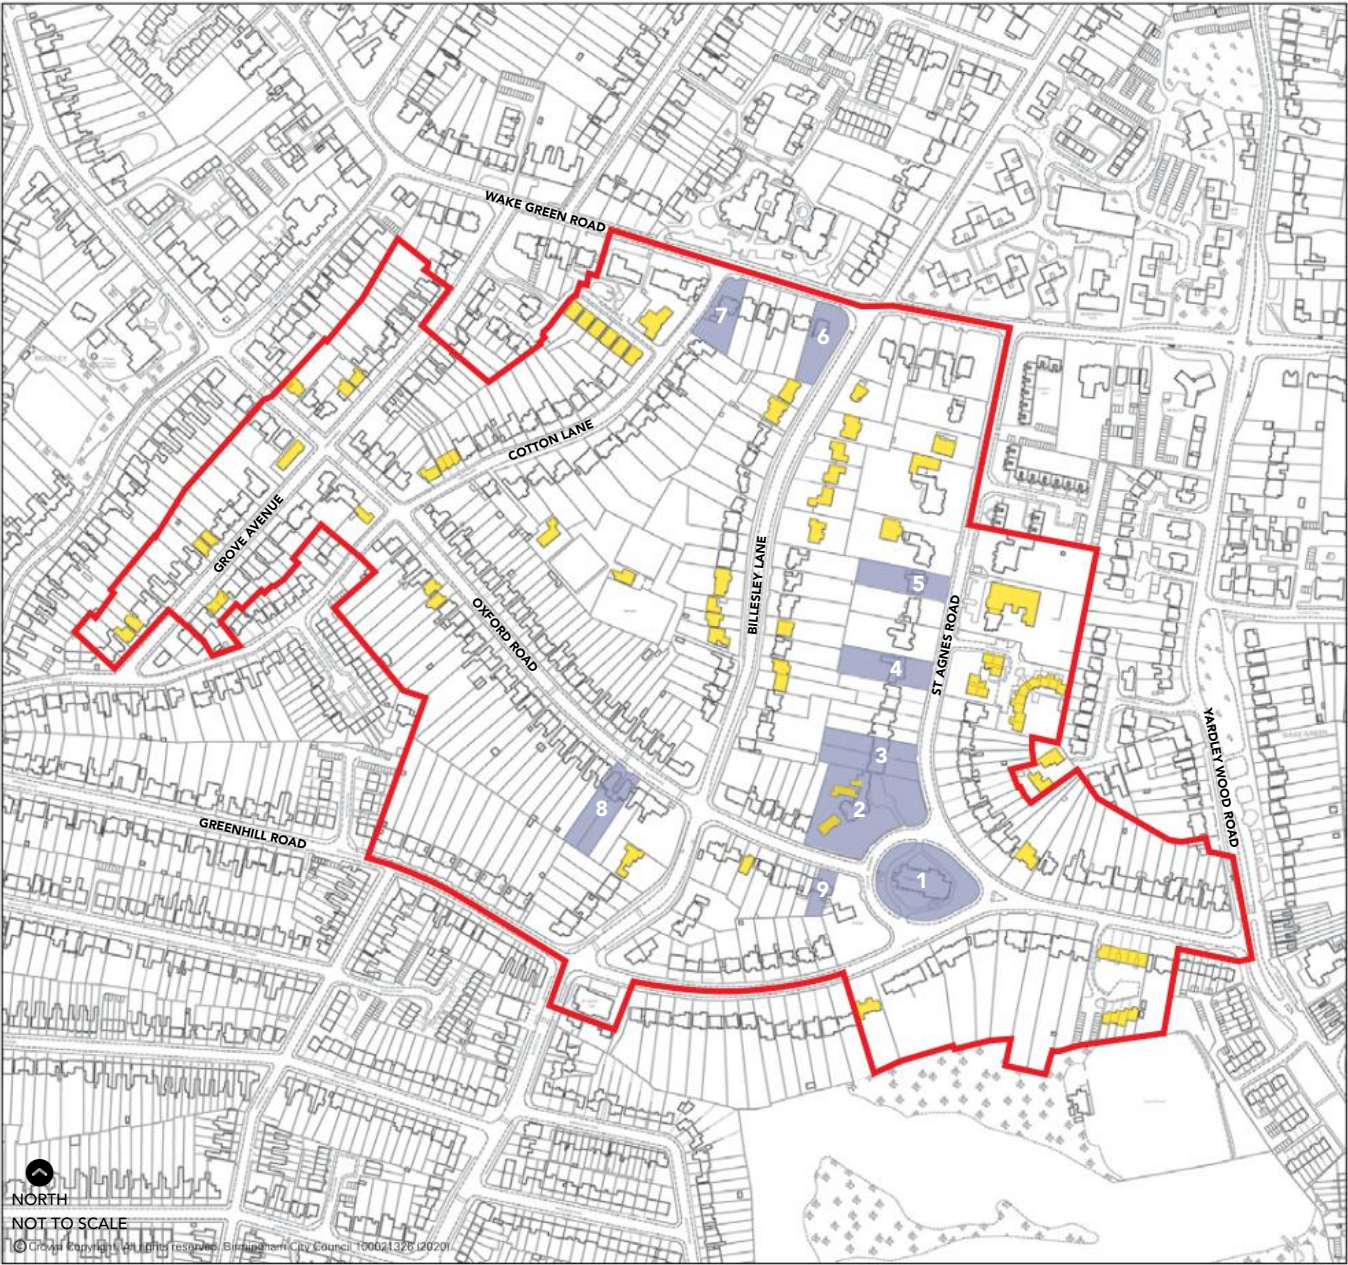 WAKE GREEN ROAD
7
6
COTTON LANE
GROVE AVENUE
BILLESLEY LANE
5
OXFORD ROAD
ST AGNES ROAD
4
3
YARDLEY WOOD ROAD
8
2
GREENHILL ROAD
1
9
NORTH
NOT TO SCALE
© Crown Copyright. All rights reserved. Birmingham City Council 100021326 (2020).